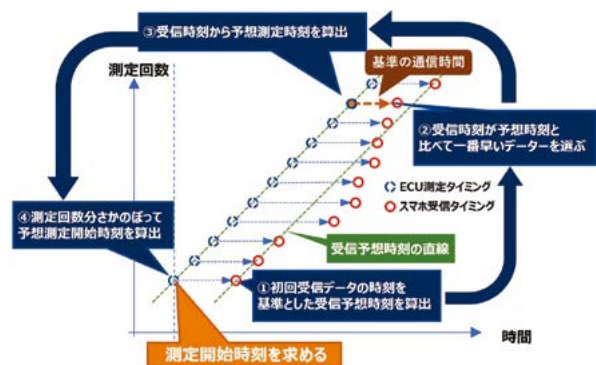 ③受信時刻から予想測定時刻を算出
測定回数
基準の通信時間
②受信時刻が予想時刻と
比べて一番早いデーターを選ぶ
ECU測定タイミング
スマホ受信タイミング
④測定回数分さかのぼって
予想測定開始時刻を算出
受信予想時刻の直線
①初回受信データの時刻を
基準とした受信予想時刻を算出
時間
測定開始時刻を求める